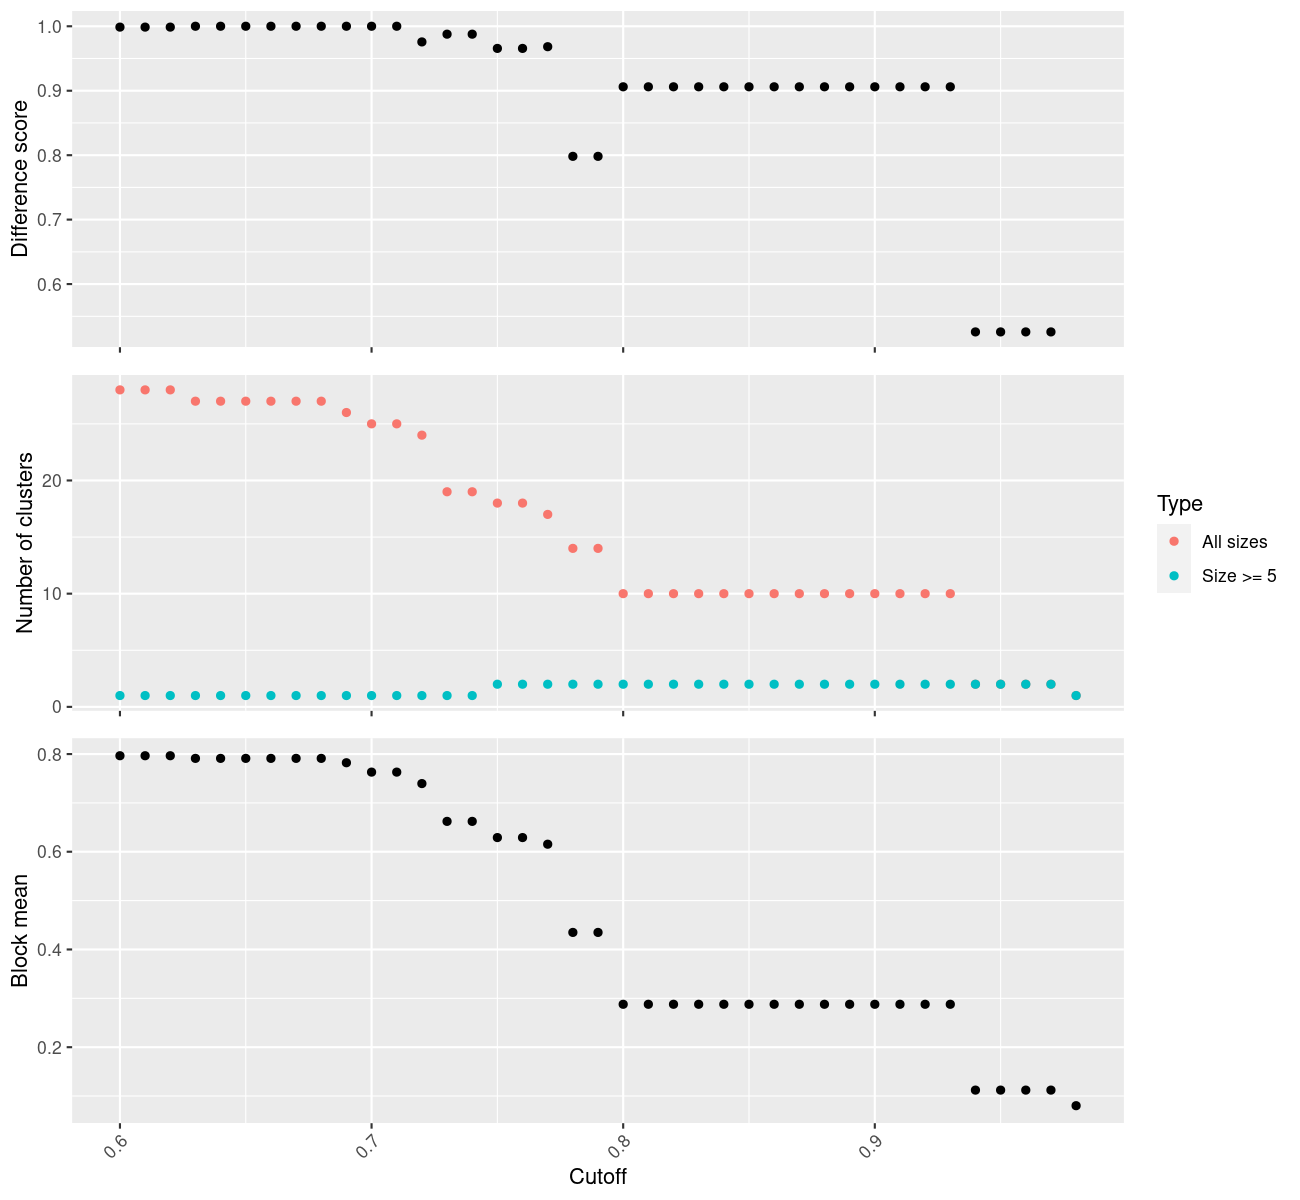 Difference score
1.0
0.9
0.8
0.7
0.6
Number of clusters
20
10
0
Type
All sizes
Size >= 5
Block mean
0.8
0.6
0.4
0.2
0.6
0.7
0.8
0.9
Cutoff